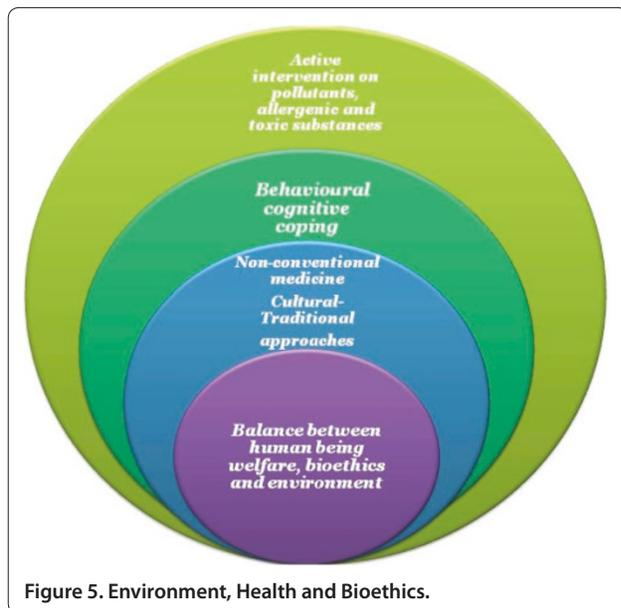 Active
intervention on
pollutants,
allergenic and
toxic substances
Behavioural
cognitive
coping
Non-conventional
medicine
Cultural-
Traditional
approaches
Balance between
human being
welfare, bioethics
and environment
Figure 5. Environment, Health and Bioethics.